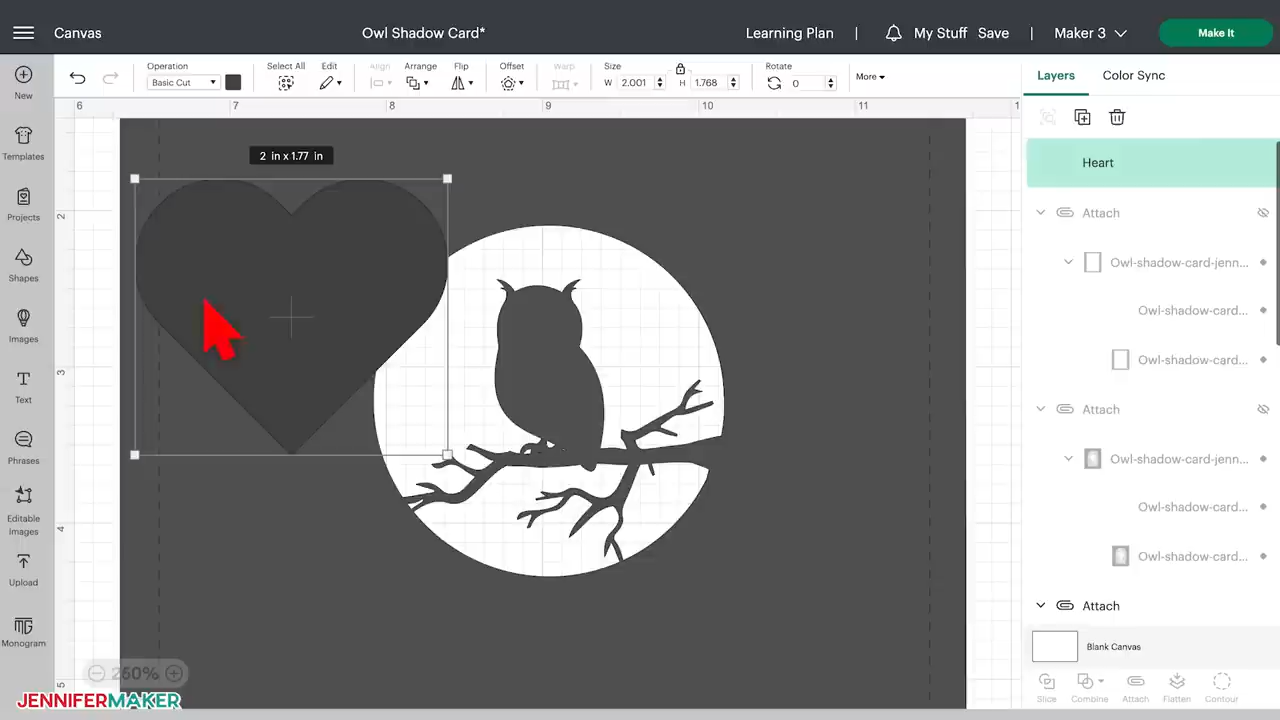 Canvas
Owl Shadow Card*
Learning Plan
|
My Stuff
Save
|
Maker 3
Make It
New
Templates
Projects
Shapes
Images
Text
Phrases
Editable
Images
Upload
Monogram
Operation
Basic Cut
Select All
Edit
Align
Arrange
Flip
Offset
Warp
Size
W 2.001
H 1.768
Rotate
0
More
6 7 8 9 10 11 1
2
3
4
5
2 in x 1.77 in
250%
JENNIFERMAKER
Layers
Color Sync
Heart
Attach
Owl-shadow-card-jenn...
Owl-shadow-card...
Owl-shadow-card...
Attach
Owl-shadow-card-jenn...
Owl-shadow-card...
Owl-shadow-card...
Attach
Blank Canvas
Slice
Combine
Attach
Flatten
Contour